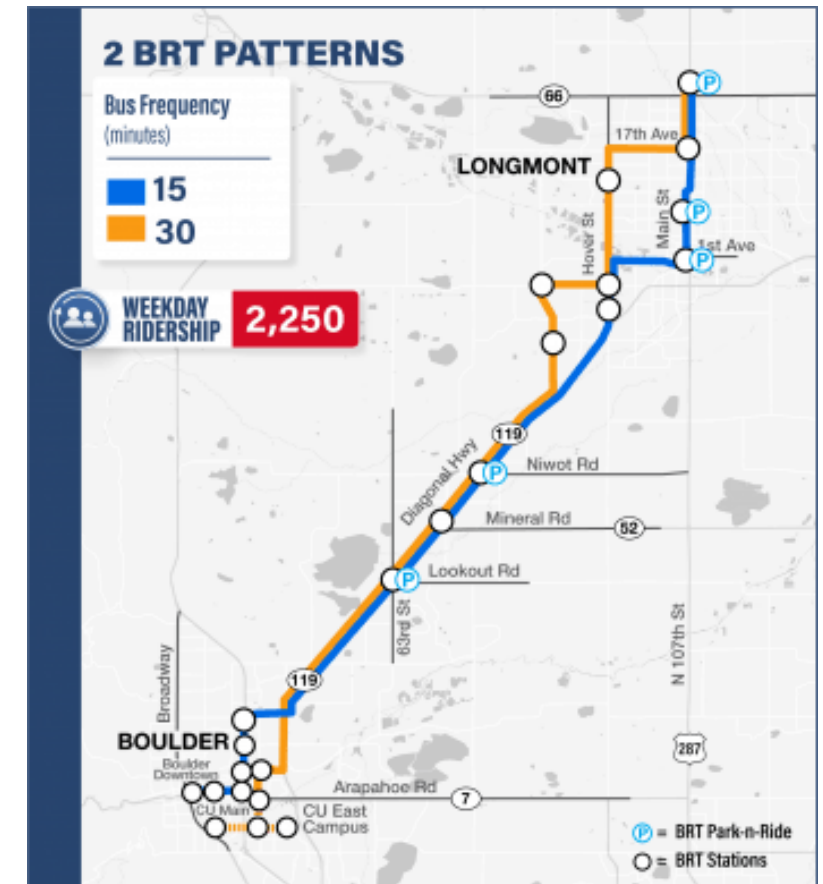 2 BRT PATTERNS
Bus Frequency
(minutes)
15
30
WEEKDAY
RIDERSHIP
2,250
66
P
17th Ave
LONGMONT
Hover St
Main St
P
1st Ave
P
119
Diagonal Hwy
P
Niwot Rd
Mineral Rd
52
P
Lookout Rd
63rd St
N 107th St
119
Broadway
BOULDER
Boulder
Downtown
287
Arapahoe Rd
7
CU Main
CU East
Campus
P = BRT Park-n-Ride
= BRT Stations